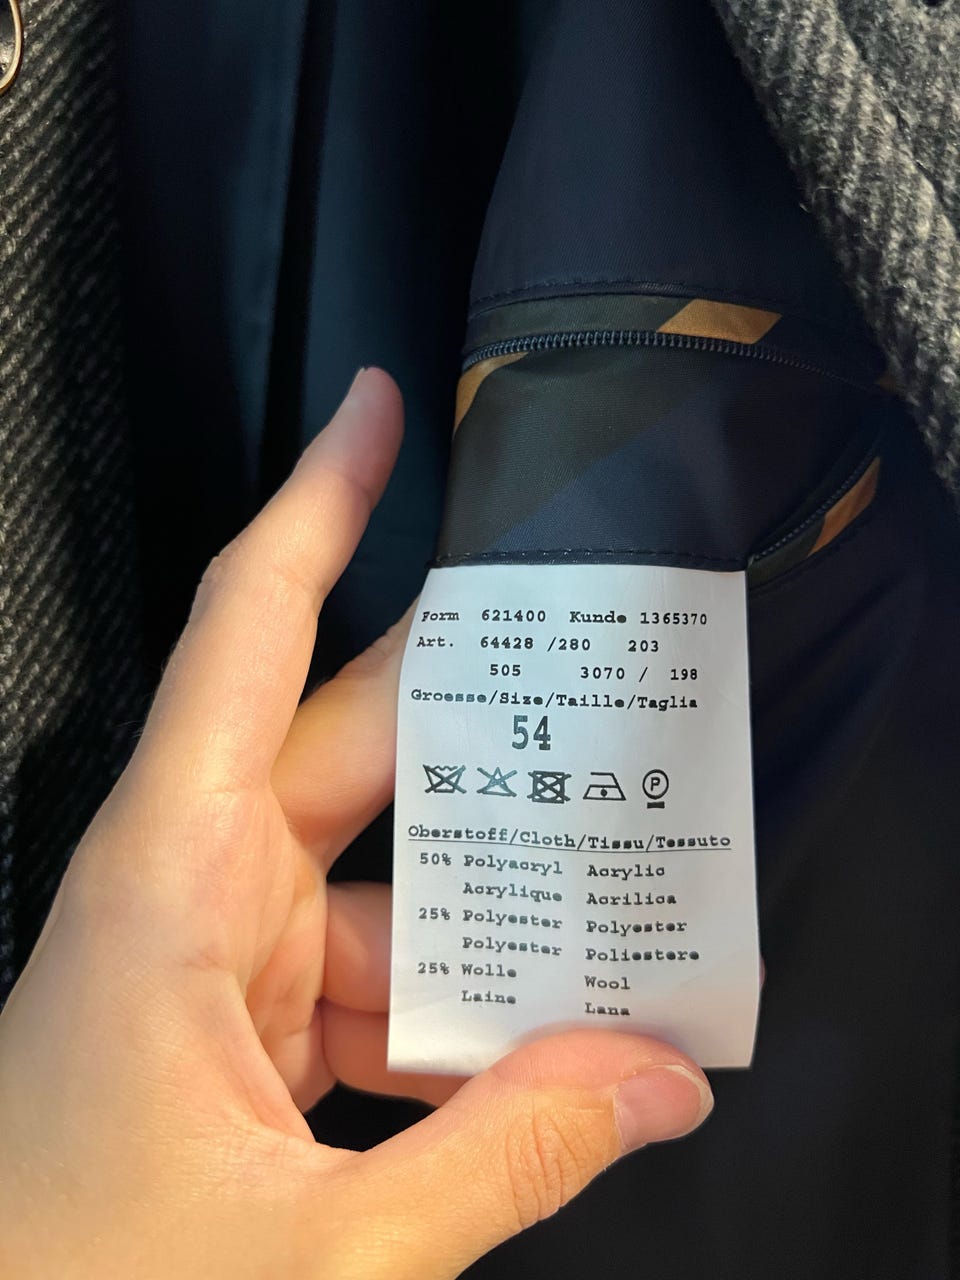 Form 621400 Kunde 1365370
Art. 64428 /280 203
505 3070 / 198
Groesse/Size/Taille/Taglia
54
P
Oberstoff/Cloth/Tissu/Tessuto
50% Polyacryl Acrylic
Acrylique Acrilica
25% Polyester Polyester
Polyester Poliestere
25% Wolle Wool
Laine Lana